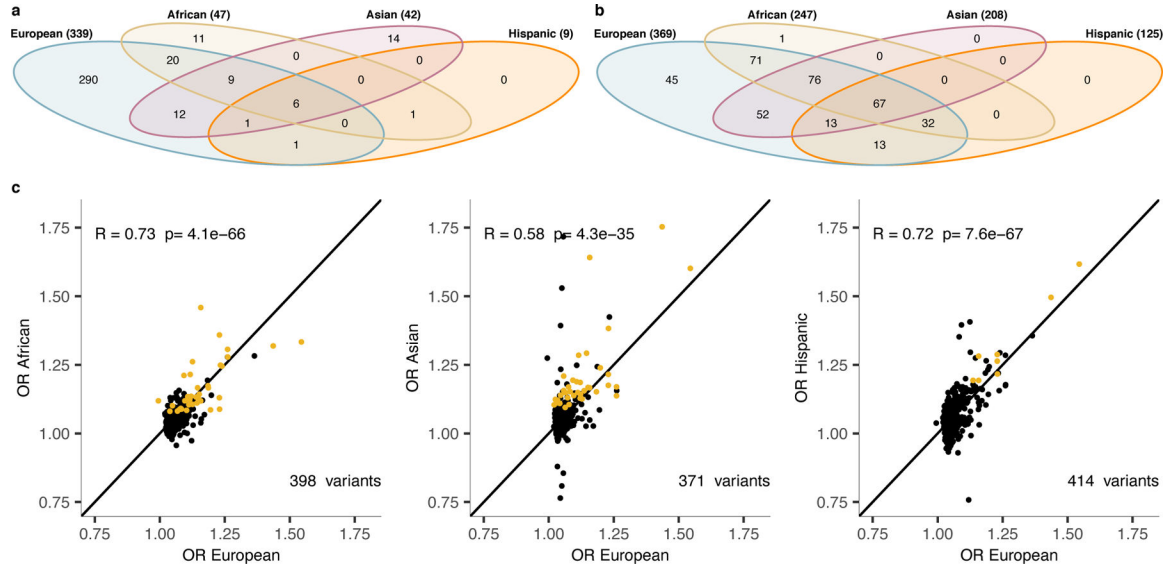 a
African (47) Asian (42)
European (339) Hispanic (9)
11 14
20 0 0
290 9 0 0
6
12 1 0 1
1
b
African (247) Asian (208)
European (369) Hispanic (125)
1 0
71 0 0
45 76 0 0
67
52 13 32 0
13
c
R = 0.73 p= 4.1e−66
398 variants
OR African
1.75
1.50
1.25
1.00
0.75
0.75 1.00 1.25 1.50 1.75
OR European
R = 0.58 p= 4.3e−35
371 variants
OR Asian
1.75
1.50
1.25
1.00
0.75
0.75 1.00 1.25 1.50 1.75
OR European
R = 0.72 p= 7.6e−67
414 variants
OR Hispanic
1.75
1.50
1.25
1.00
0.75
0.75 1.00 1.25 1.50 1.75
OR European